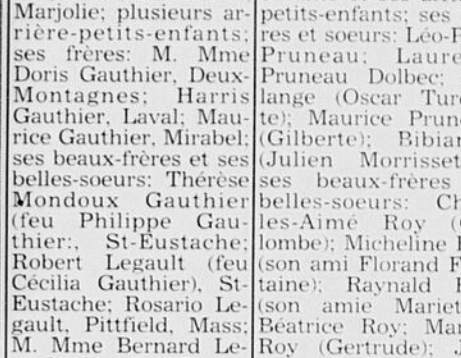 Marjolie; plusieurs ar-
rière-petits-enfants;
ses frères: M. Mme
Doris Gauthier, Deux-
Montagnes; Harris
Gauthier, Laval; Mau-
rice Gauthier, Mirabel;
ses beaux-frères et ses
belles-soeurs: Thérèse
Mondoux Gauthier
(feu Philippe Gau-
thier:, St-Eustache;
Robert Legault (feu
Cécilia Gauthier), St-
Eustache; Rosario Le-
gault, Pittfield, Mass;
M. Mme Bernard Le-
petits-enfants; ses
res et soeurs: Léo-P
Pruneau; Laure
Pruneau Dolbec;
lange (Oscar Tur
te); Maurice Prun
(Gilberte); Bibian
(Julien Morrisset
ses beaux-frères
belles-soeurs: Ch
les-Aimé Roy (
lombe); Micheline
(son ami Florand F
taine); Raynald
(son amie Mariet
Béatrice Roy; Mar
Roy (Gertrude); J